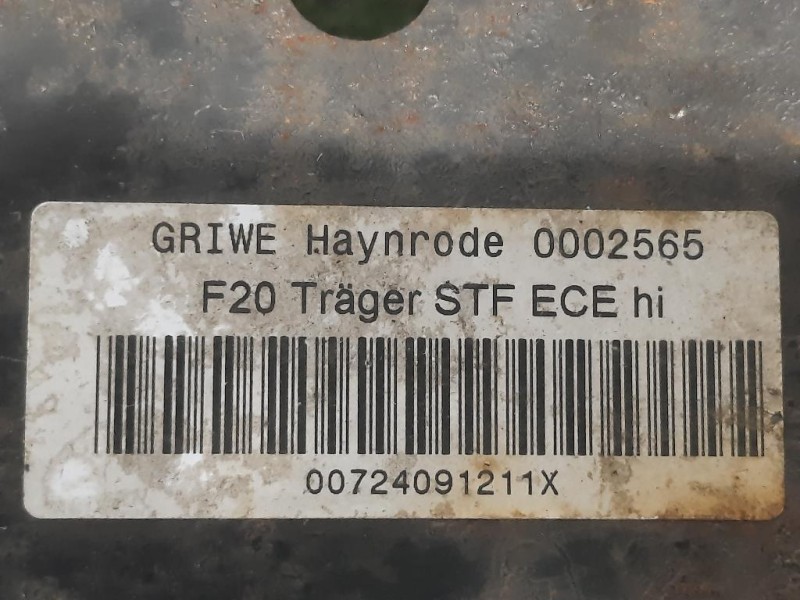 GRIWE Haynrode 0002565
F20 Träger STF ECE hi
00724091211X